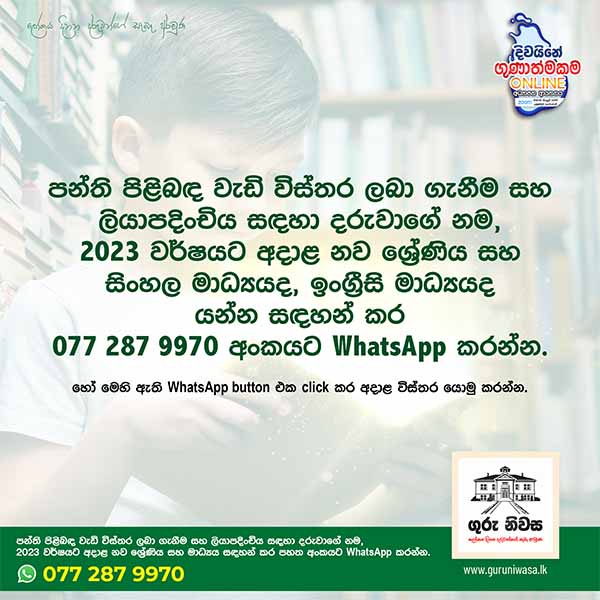 දිවයිනේ
ගුණාත්මකම
ONLINE
zoom
පන්ති පිළිබඳ වැඩි විස්තර ලබා ගැනීම සහ
ලියාපදිංචිය සඳහා දරුවාගේ නම,
2023 වර්ෂයට අදාළ නව ශ්‍රේණිය සහ
සිංහල මාධ්‍යයද, ඉංග්‍රීසි මාධ්‍යයද
යන්න සඳහන් කර
077 287 9970 අංකයට WhatsApp කරන්න.
හෝ මෙහි ඇති WhatsApp button එක click කර අදාළ විස්තර යොමු කරන්න.
ගුරු නිවස
පන්ති පිළිබඳ වැඩි විස්තර ලබා ගැනීම සහ ලියාපදිංචිය සඳහා දරුවාගේ නම,
2023 වර්ෂයට අදාළ නව ශ්‍රේණිය සහ මාධ්‍යය සඳහන් කර පහත අංකයට WhatsApp කරන්න.
077 287 9970
www.guruniwasa.lk